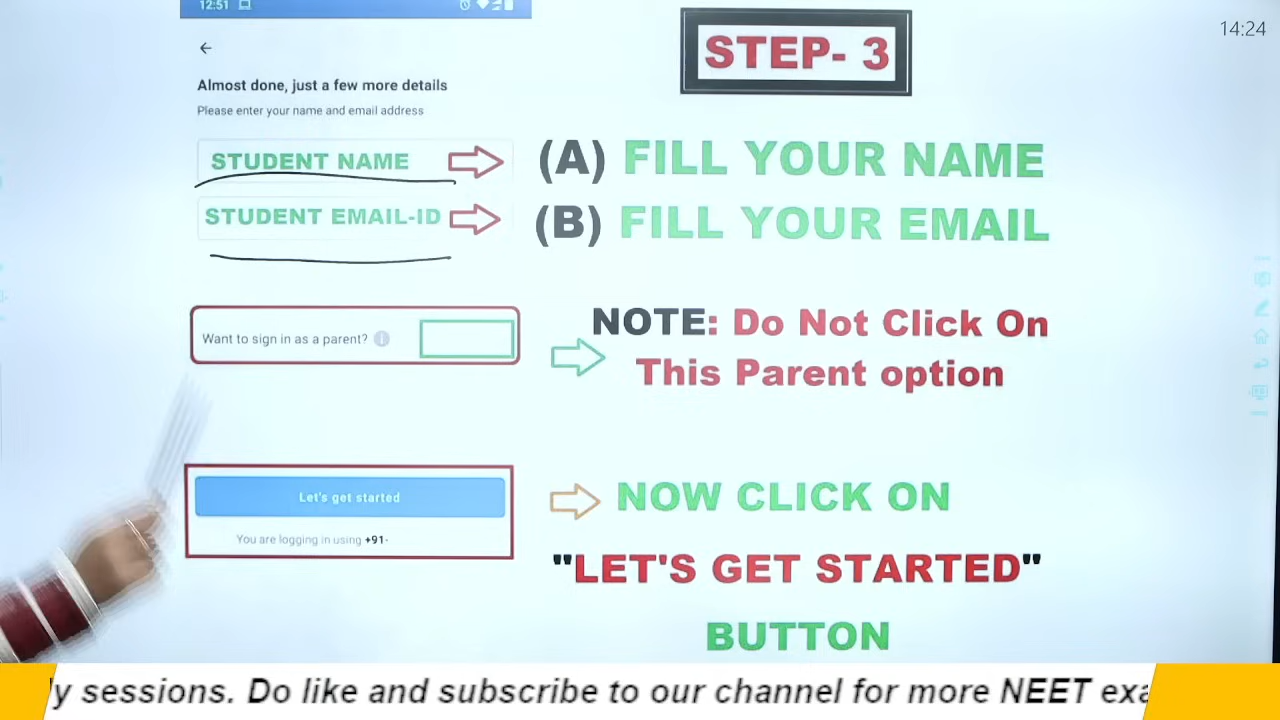 12:51
14:24
STEP- 3
Almost done, just a few more details
Please enter your name and email address
STUDENT NAME
(A) FILL YOUR NAME
STUDENT EMAIL-ID
(B) FILL YOUR EMAIL
Want to sign in as a parent?
NOTE: Do Not Click On
This Parent option
Let's get started
You are logging in using +91-
NOW CLICK ON
"LET'S GET STARTED"
BUTTON
y sessions. Do like and subscribe to our channel for more NEET exa